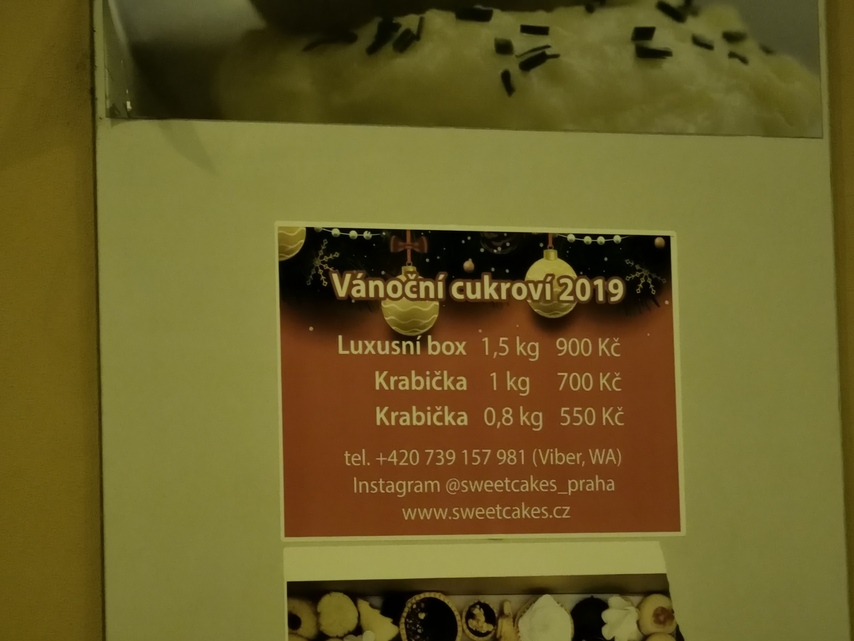 Vánoční cukroví 2019
Luxusní box 1,5 kg 900 Kč
Krabička 1 kg 700 Kč
Krabička 0,8 kg 550 Kč
tel. +420 739 157 981 (Viber, WA)
Instagram @sweetcakes_praha
www.sweetcakes.cz